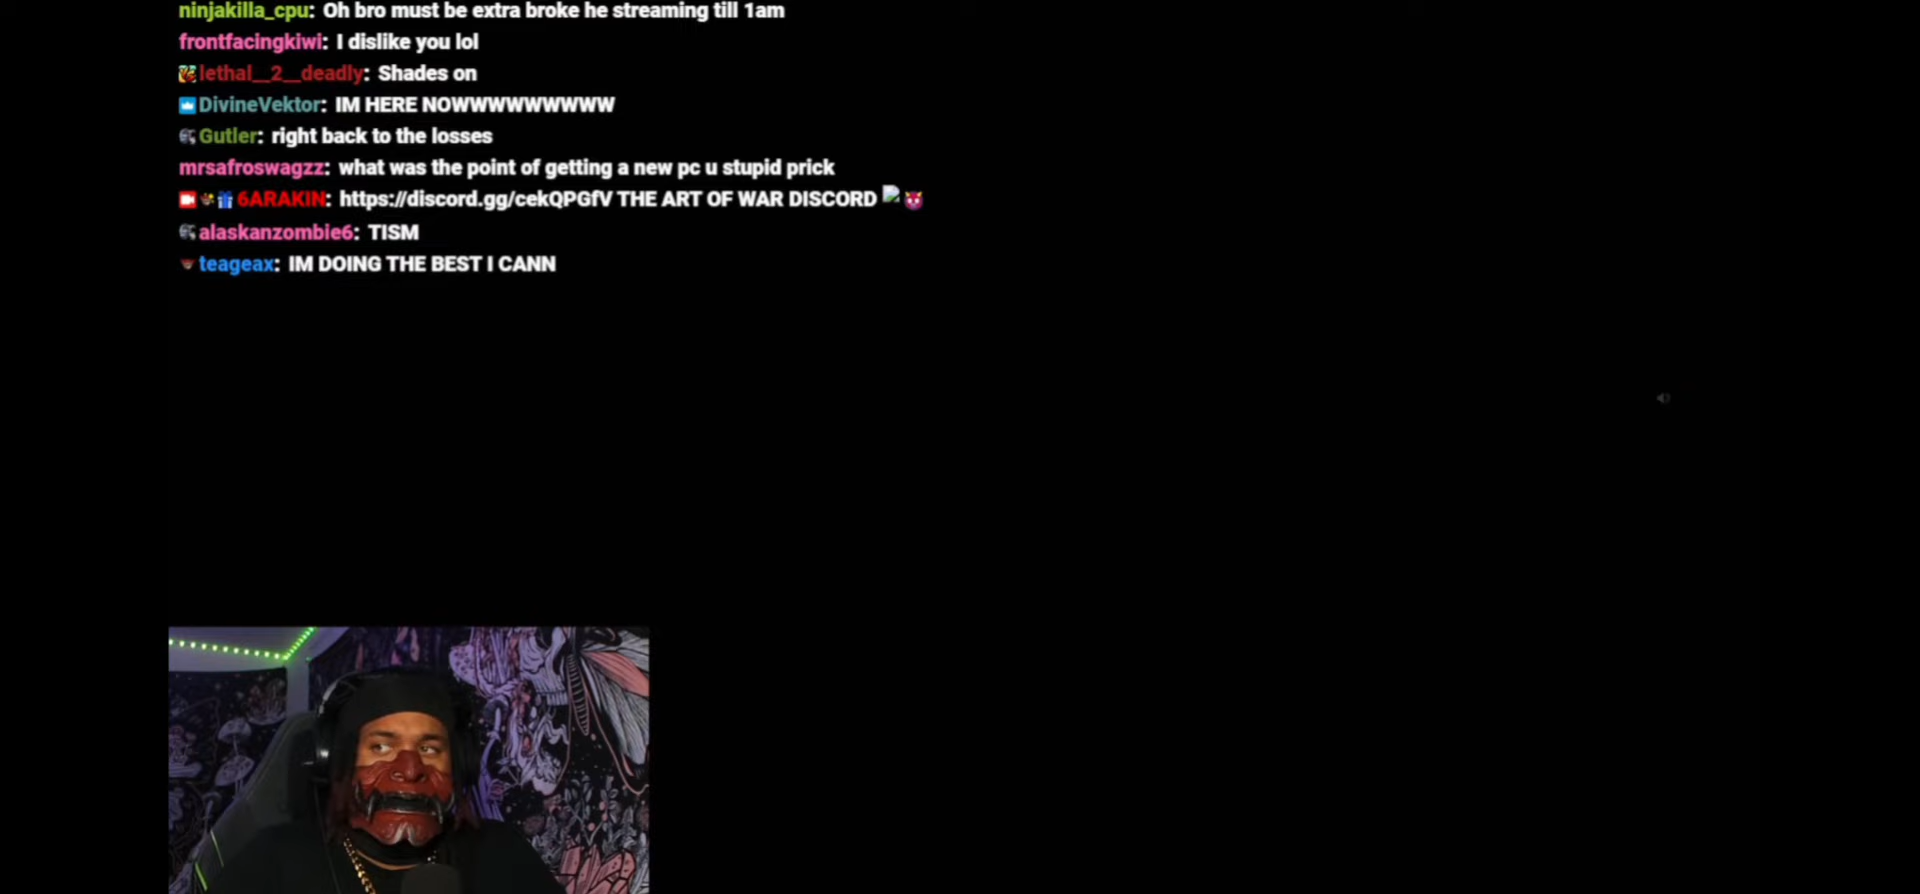 ninjakilla_cpu: Oh bro must be extra broke he streaming till 1am
frontfacingkiwi: I dislike you lol
lethal__2__deadly: Shades on
DivineVektor: IM HERE NOWWWWWWWWW
Gutler: right back to the losses
mrsafroswagzz: what was the point of getting a new pc u stupid prick
6ARAKIN: https://discord.gg/cekQPGfV THE ART OF WAR DISCORD
alaskanzombie6: TISM
teageax: IM DOING THE BEST I CANN